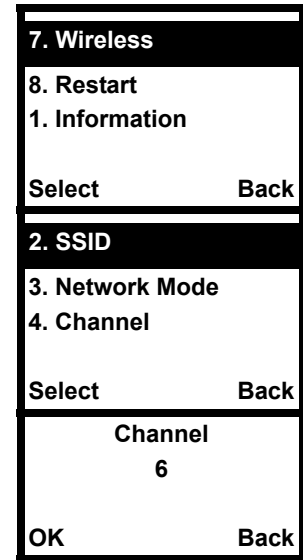 7. Wireless
8. Restart
1. Information
Select Back
2. SSID
3. Network Mode
4. Channel
Select Back
Channel
6
OK Back